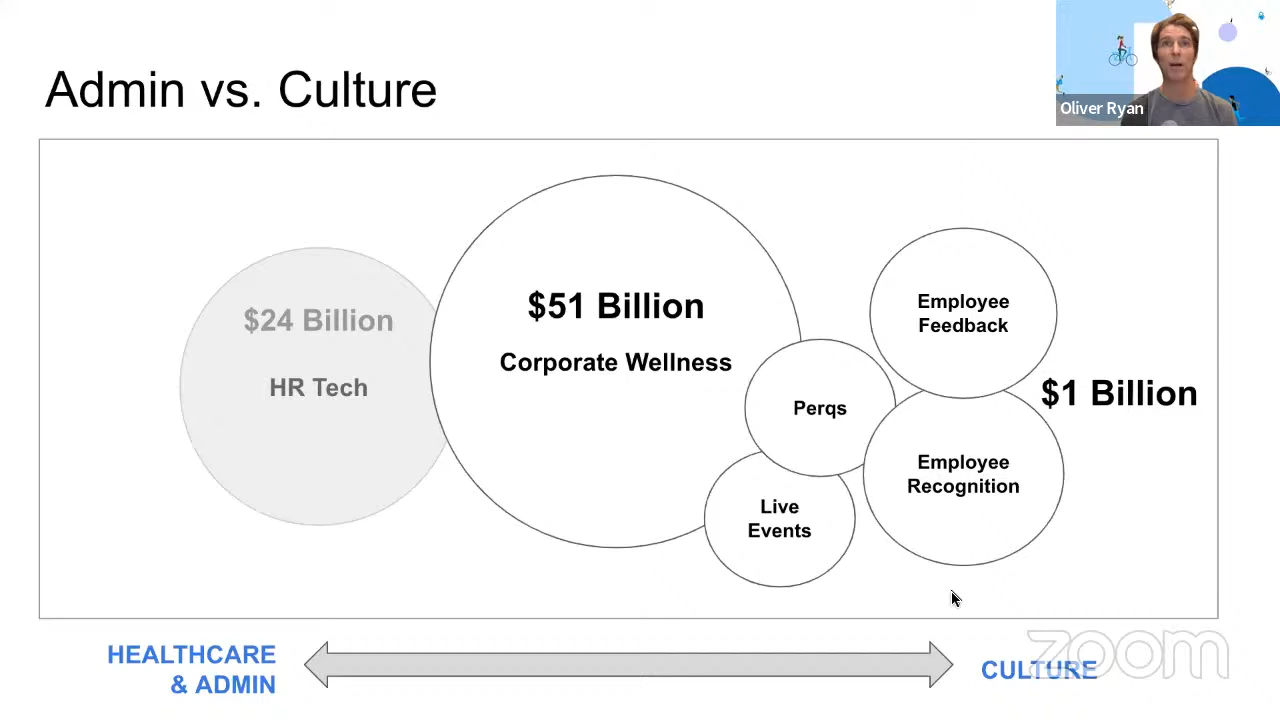 Admin vs. Culture
Oliver Ryan
$24 Billion
HR Tech
$51 Billion
Corporate Wellness
Perqs
Live
Events
Employee
Feedback
$1 Billion
Employee
Recognition
HEALTHCARE
& ADMIN
CULTURE
zoom